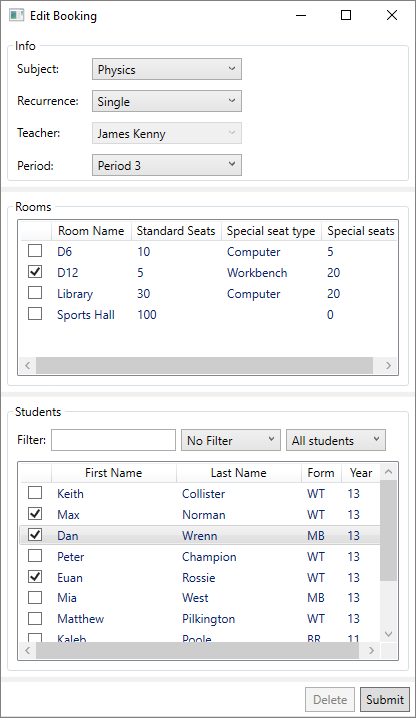 Edit Booking
Info
Subject: Physics
Recurrence: Single
Teacher: James Kenny
Period: Period 3
Rooms
Room Name Standard Seats Special seat type Special seats
D6 10 Computer 5
D12 5 Workbench 20
Library 30 Computer 20
Sports Hall 100 0
Students
Filter: No Filter All students
First Name Last Name Form Year
Keith Collister WT 13
Max Norman WT 13
Dan Wrenn MB 13
Peter Champion WT 13
Euan Rossie WT 13
Mia West MB 13
Matthew Pilkington WT 13
Kaleb Poole BR 11
Delete Submit